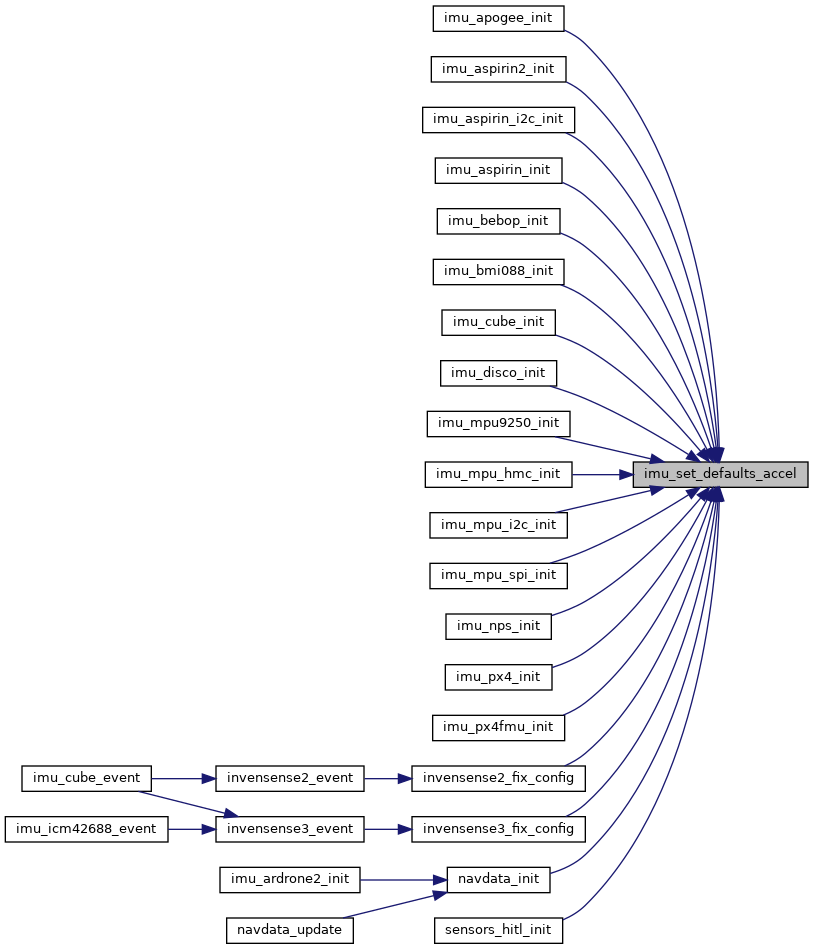 imu_apogee_init
imu_aspirin2_init
imu_aspirin_i2c_init
imu_aspirin_init
imu_bebop_init
imu_bmi088_init
imu_cube_init
imu_disco_init
imu_mpu9250_init
imu_mpu_hmc_init
imu_set_defaults_accel
imu_mpu_i2c_init
imu_mpu_spi_init
imu_nps_init
imu_px4_init
imu_px4fmu_init
imu_cube_event
invensense2_event
invensense2_fix_config
imu_icm42688_event
invensense3_event
invensense3_fix_config
imu_ardrone2_init
navdata_init
navdata_update
sensors_hitl_init